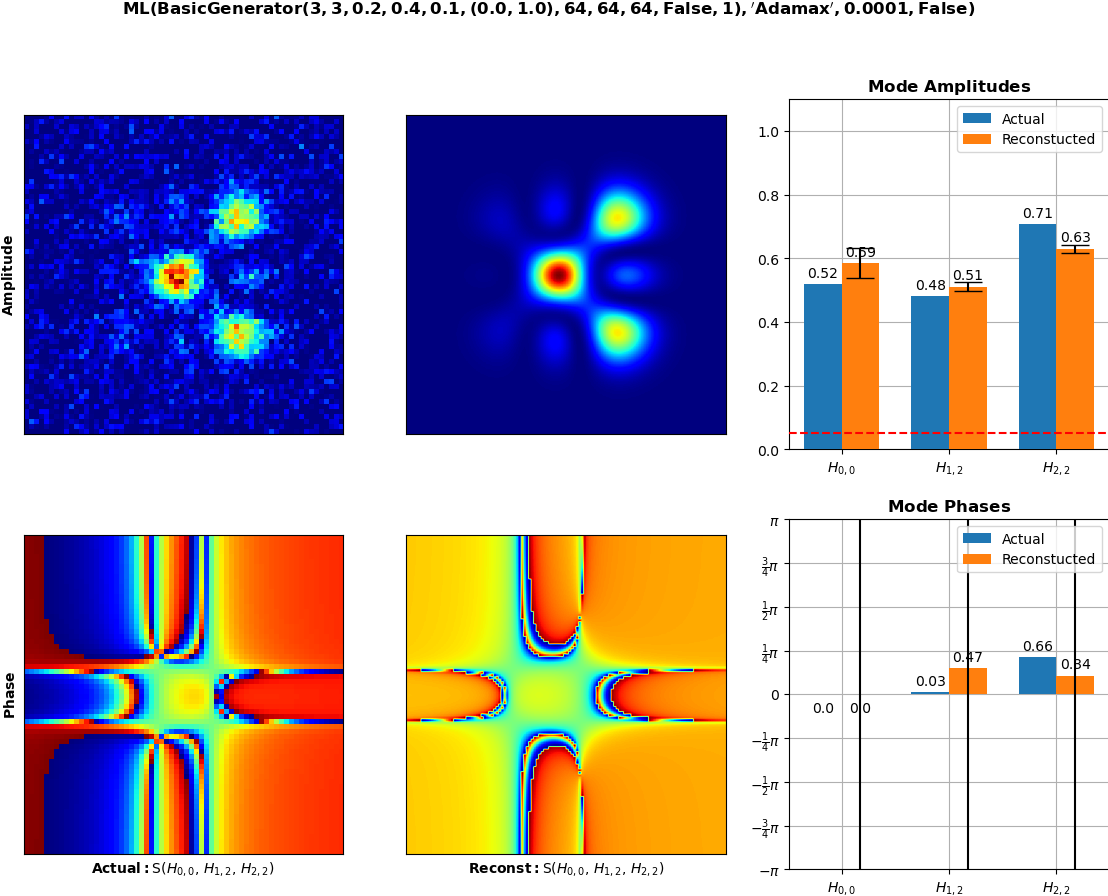 ML(BasicGenerator(3, 3, 0.2, 0.4, 0.1, (0.0, 1.0), 64, 64, 64, False, 1), ′Adamax′, 0.0001, False)
Amplitude
Mode Amplitudes
Actual
Reconstucted
1.0
0.8
0.6
0.4
0.2
0.0
0.52
0.59
0.48
0.51
0.71
0.63
H0,0
H1,2
H2,2
Phase
Actual: S(H0,0, H1,2, H2,2)
Reconst: S(H0,0, H1,2, H2,2)
Mode Phases
Actual
Reconstucted
π
3/4π
1/2π
1/4π
0
−1/4π
−1/2π
−3/4π
−π
0.0
0.0
0.03
0.47
0.66
0.34
H0,0
H1,2
H2,2